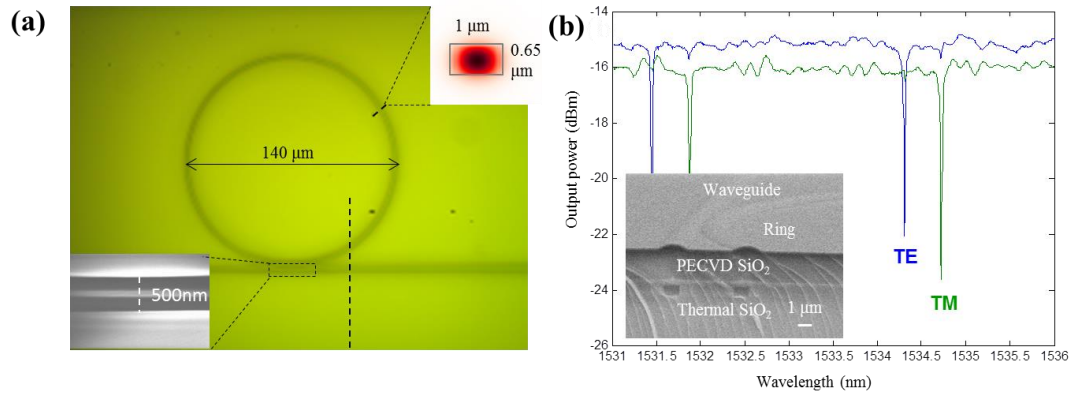 (a)
1 μm
0.65
μm
140 μm
500nm
(b)
Output power (dBm)
-14
-16
-18
-20
-22
-24
-26
Waveguide
Ring
PECVD SiO₂
Thermal SiO₂
1 μm
TE
TM
1531 1531.5 1532 1532.5 1533 1533.5 1534 1534.5 1535 1535.5 1536
Wavelength (nm)